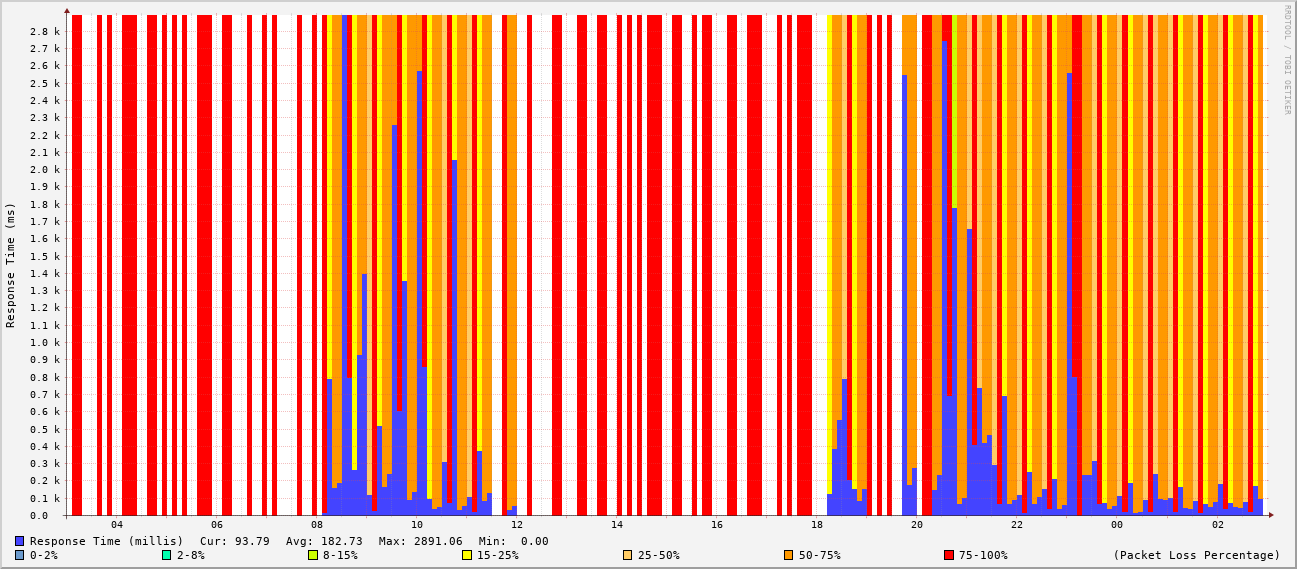 RRDTOOL / TOBI OETIKER
Response Time (ms)
2.8 k
2.7 k
2.6 k
2.5 k
2.4 k
2.3 k
2.2 k
2.1 k
2.0 k
1.9 k
1.8 k
1.7 k
1.6 k
1.5 k
1.4 k
1.3 k
1.2 k
1.1 k
1.0 k
0.9 k
0.8 k
0.7 k
0.6 k
0.5 k
0.4 k
0.3 k
0.2 k
0.1 k
0.0
04 06 08 10 12 14 16 18 20 22 00 02
Response Time (millis) Cur: 93.79 Avg: 182.73 Max: 2891.06 Min: 0.00
0-2% 2-8% 8-15% 15-25% 25-50% 50-75% 75-100% (Packet Loss Percentage)